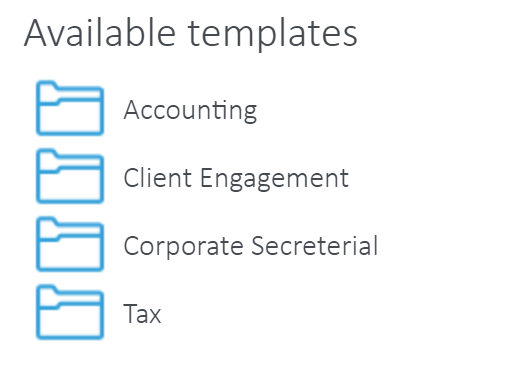 Available templates
Accounting
Client Engagement
Corporate Secreterial
Tax